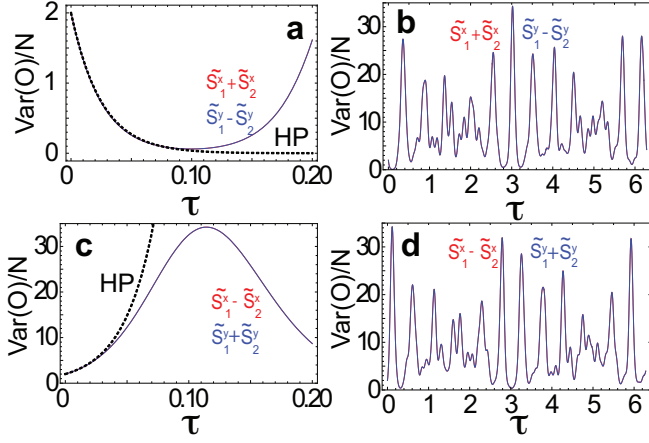 a
Var(O)/N
2
1
0
S̃₁ˣ+S̃₂ˣ
S̃₁ʸ-S̃₂ʸ
HP
0
0.10
0.20
τ
b
Var(O)/N
30
20
10
0
S̃₁ˣ+S̃₂ˣ S̃₁ʸ-S̃₂ʸ
0 1 2 3 4 5 6
τ
c
Var(O)/N
30
20
10
0
HP
S̃₁ˣ-S̃₂ˣ
S̃₁ʸ+S̃₂ʸ
0
0.10
0.20
τ
d
Var(O)/N
30
20
10
0
S̃₁ˣ-S̃₂ˣ S̃₁ʸ+S̃₂ʸ
0 1 2 3 4 5 6
τ